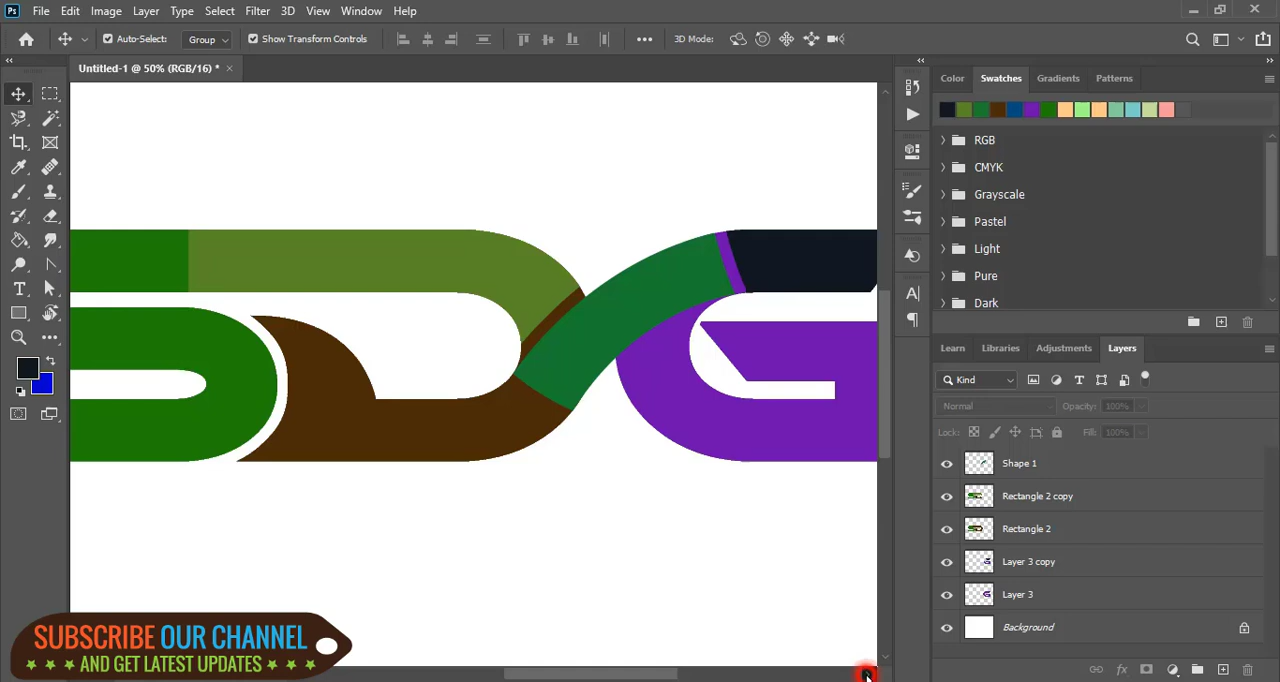 Ps File Edit Image Layer Type Select Filter 3D View Window Help
Auto-Select: Group Show Transform Controls 3D Mode:
Untitled-1 @ 50% (RGB/16) *
Color Swatches Gradients Patterns
RGB
CMYK
Grayscale
Pastel
Light
Pure
Dark
Learn Libraries Adjustments Layers
Kind
Normal Opacity: 100%
Lock: Fill: 100%
Shape 1
Rectangle 2 copy
Rectangle 2
Layer 3 copy
Layer 3
Background
SUBSCRIBE OUR CHANNEL
AND GET LATEST UPDATES